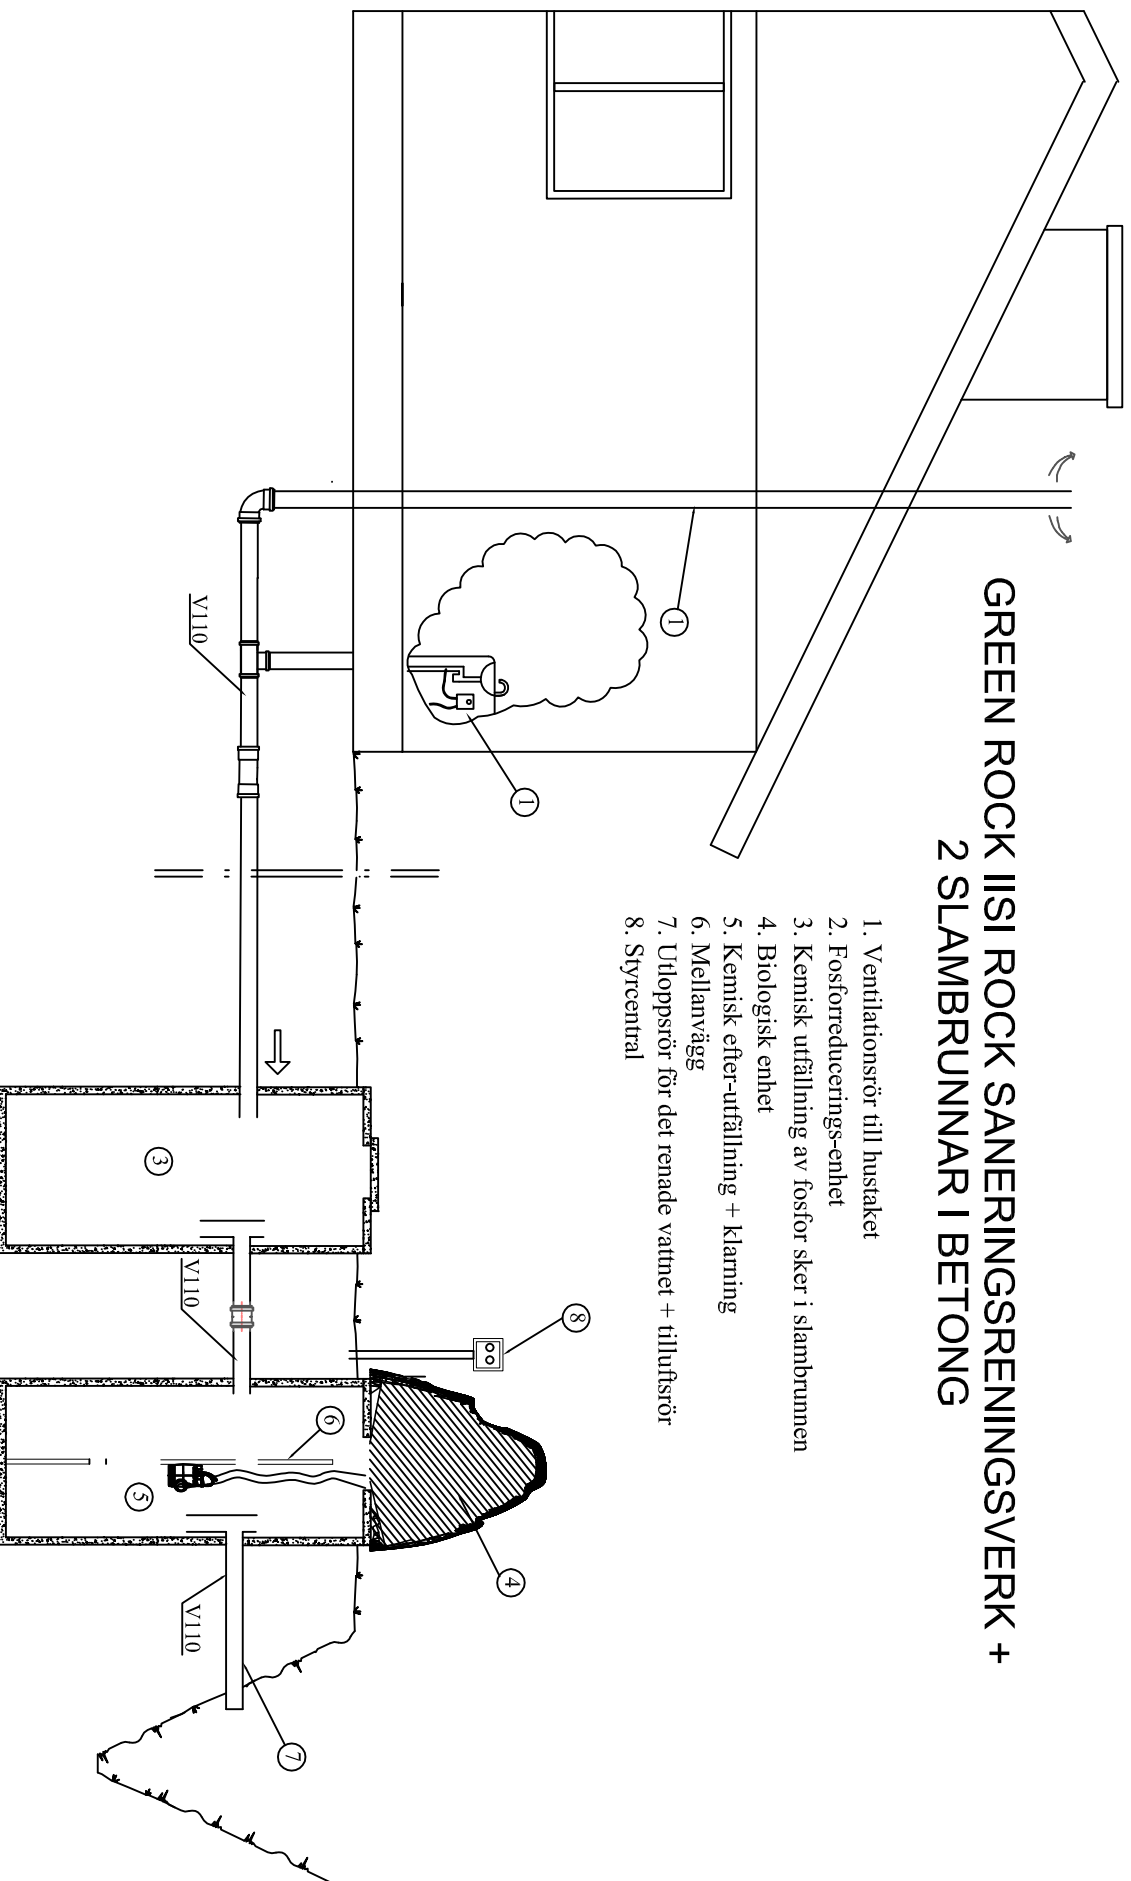 GREEN ROCK IISI ROCK SANERINGSRENINGSVERK +
2 SLAMBRUNNAR I BETONG
1. Ventilationsrör till hustaket
2. Fosforreducerings-enhet
3. Kemisk utfällning av fosfor sker i slambrunnen
4. Biologisk enhet
5. Kemisk efter-utfällning + klarning
6. Mellanvägg
7. Utloppsrör för det renade vattnet + tilluftsrör
8. Styrcentral
1
1
8
4
V110
3
V110
6
5
V110
7